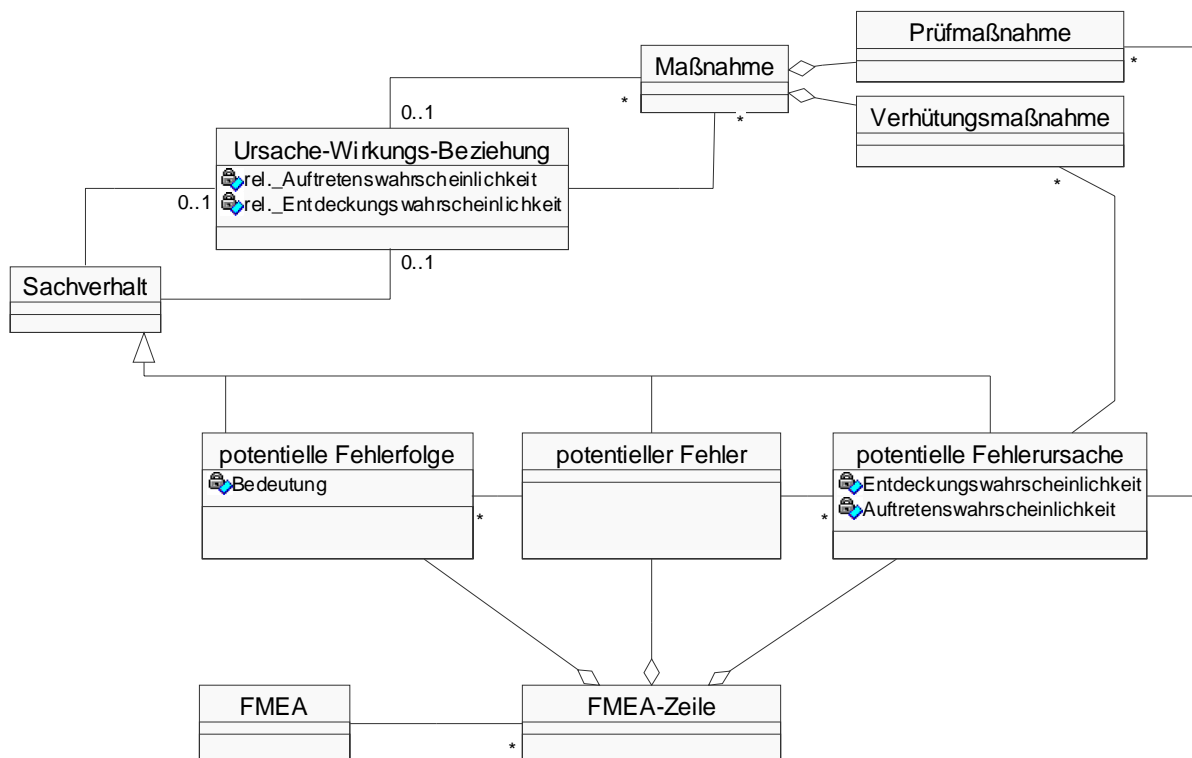 Prüfmaßnahme
*
Maßnahme
*
*
Verhütungsmaßnahme
*
0..1
Ursache-Wirkungs-Beziehung
rel._Auftretenswahrscheinlichkeit
rel._Entdeckungswahrscheinlichkeit
0..1
0..1
Sachverhalt
potentielle Fehlerfolge
Bedeutung
*
potentieller Fehler
*
potentielle Fehlerursache
Entdeckungswahrscheinlichkeit
Auftretenswahrscheinlichkeit
FMEA
*
FMEA-Zeile